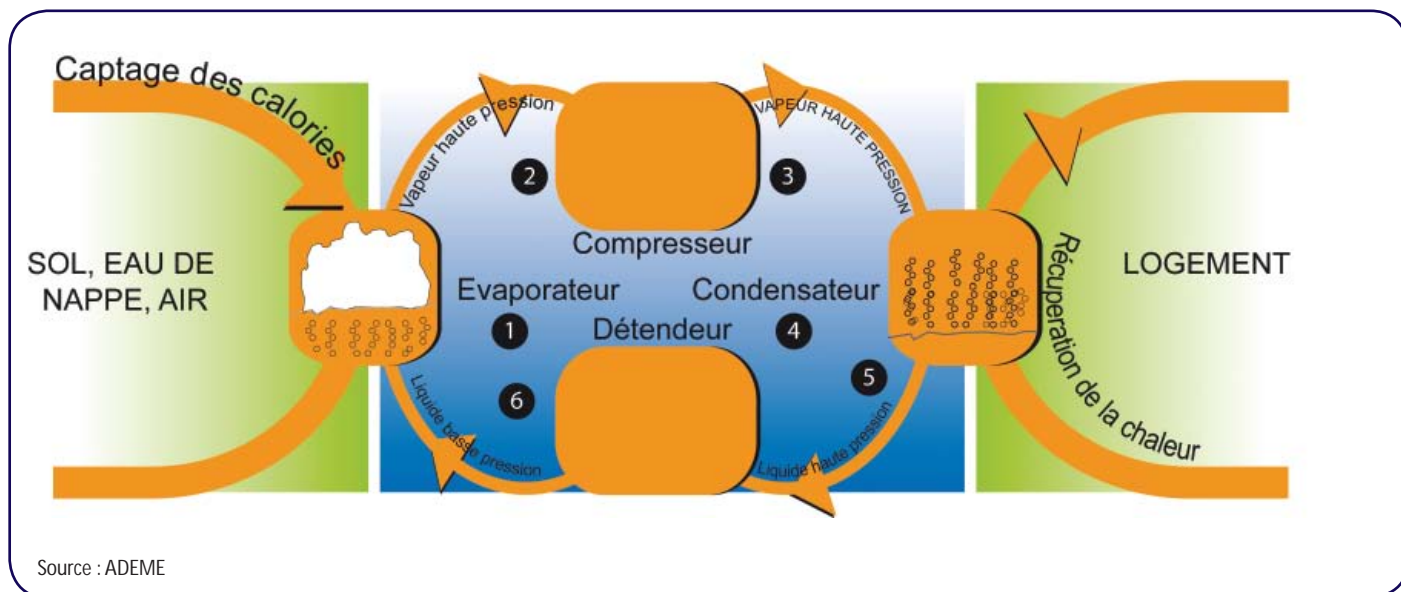 Captage des calories
Vapeur haute pression
VAPEUR HAUTE PRESSION
2
3
Compresseur
SOL, EAU DE
NAPPE, AIR
Evaporateur
Condensateur
LOGEMENT
Récuperation de la chaleur
1
Détendeur
4
5
6
Liquide basse pression
Liquide haute pression
Source : ADEME